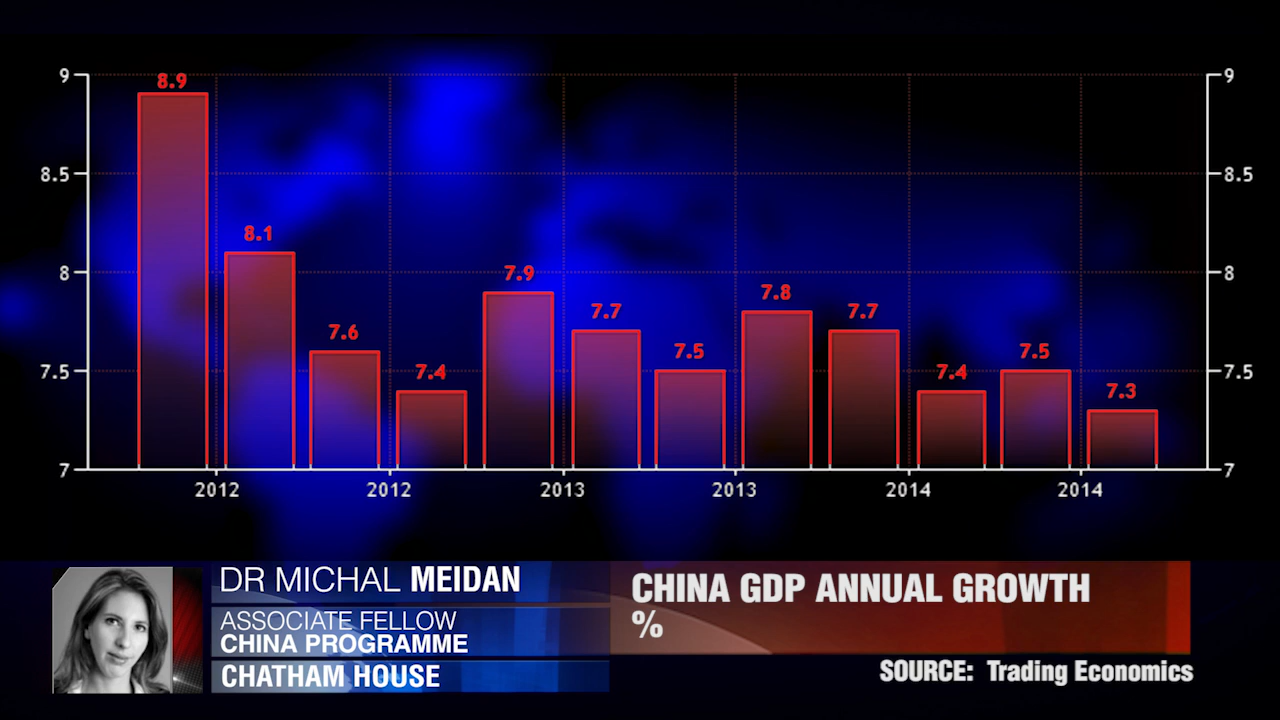 9 8.9 9
8.5 8.5
8.1
8 7.9 8
7.8
7.7 7.7
7.6 7.5 7.5
7.5 7.4 7.4 7.5
7.3
7 7
2012 2012 2013 2013 2014 2014
DR MICHAL MEIDAN
ASSOCIATE FELLOW
CHINA PROGRAMME
CHATHAM HOUSE
CHINA GDP ANNUAL GROWTH
%
SOURCE: Trading Economics